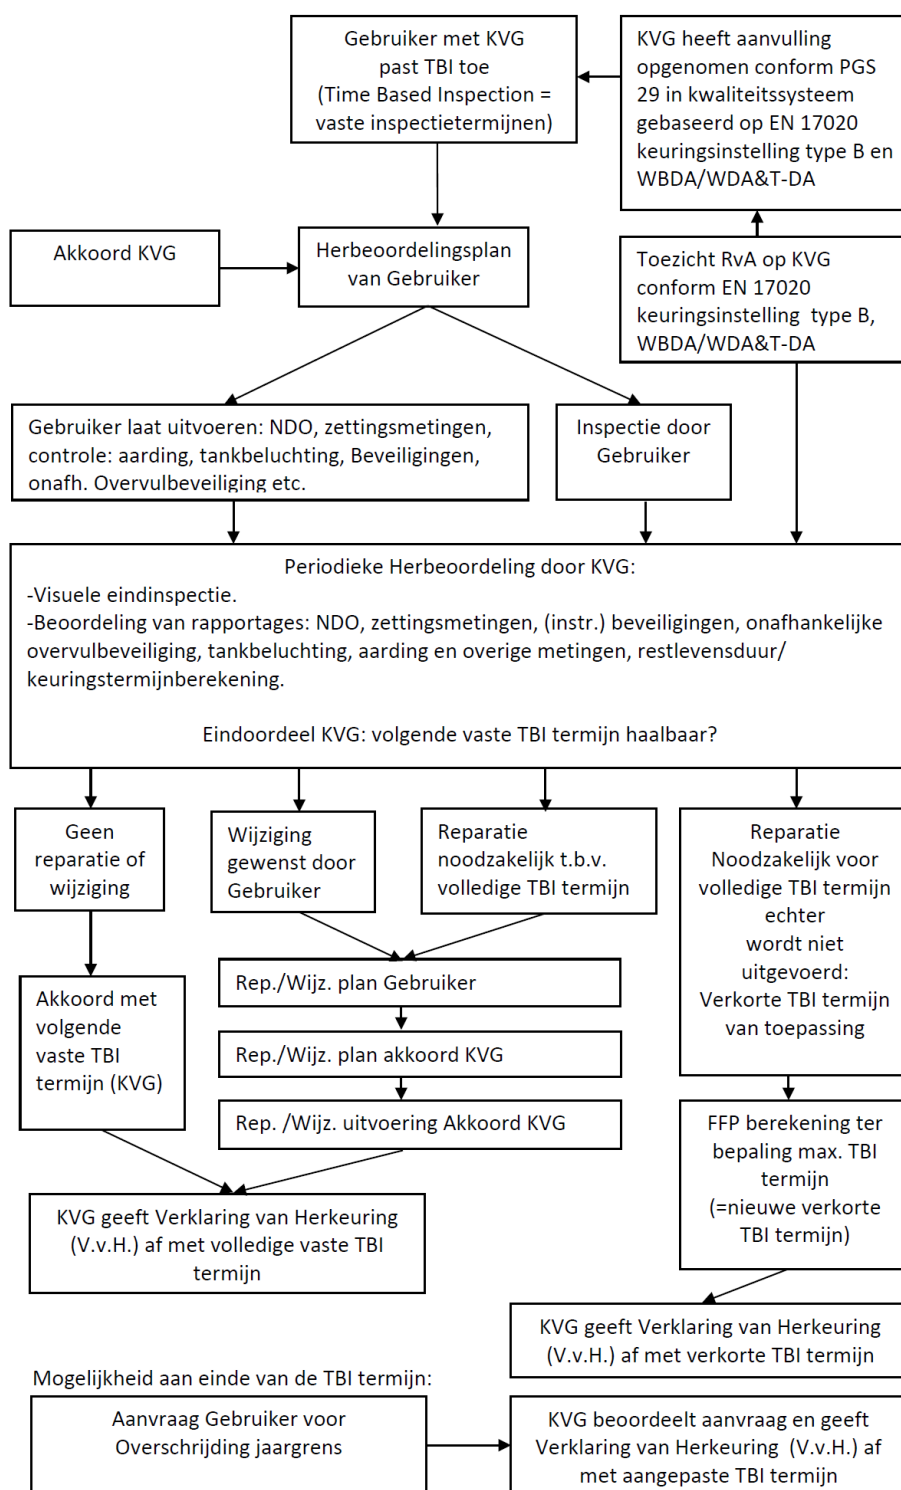 Gebruiker met KVG
past TBI toe
(Time Based Inspection =
vaste inspectietermijnen)
KVG heeft aanvulling
opgenomen conform PGS
29 in kwaliteitssysteem
gebaseerd op EN 17020
keuringsinstelling type B en
WBDA/WDA&T-DA
Akkoord KVG
Herbeoordelingsplan
van Gebruiker
Toezicht RvA op KVG
conform EN 17020
keuringsinstelling type B,
WBDA/WDA&T-DA
Gebruiker laat uitvoeren: NDO, zettingsmetingen,
controle: aarding, tankbeluchting, Beveiligingen,
onafh. Overvulbeveiliging etc.
Inspectie door
Gebruiker
Periodieke Herbeoordeling door KVG:
-Visuele eindinspectie.
-Beoordeling van rapportages: NDO, zettingsmetingen, (instr.) beveiligingen, onafhankelijke
overvulbeveiliging, tankbeluchting, aarding en overige metingen, restlevensduur/
keuringstermijnberekening.
Eindoordeel KVG: volgende vaste TBI termijn haalbaar?
Geen
reparatie of
wijziging
Wijziging
gewenst door
Gebruiker
Reparatie
noodzakelijk t.b.v.
volledige TBI termijn
Reparatie
Noodzakelijk voor
volledige TBI termijn
echter
wordt niet
uitgevoerd:
Verkorte TBI termijn
van toepassing
Akkoord met
volgende
vaste TBI
termijn (KVG)
Rep./Wijz. plan Gebruiker
Rep./Wijz. plan akkoord KVG
Rep. /Wijz. uitvoering Akkoord KVG
FFP berekening ter
bepaling max. TBI
termijn
(=nieuwe verkorte
TBI termijn)
KVG geeft Verklaring van Herkeuring
(V.v.H.) af met volledige vaste TBI
termijn
KVG geeft Verklaring van Herkeuring
(V.v.H.) af met verkorte TBI termijn
Mogelijkheid aan einde van de TBI termijn:
Aanvraag Gebruiker voor
Overschrijding jaargrens
KVG beoordeelt aanvraag en geeft
Verklaring van Herkeuring (V.v.H.) af
met aangepaste TBI termijn